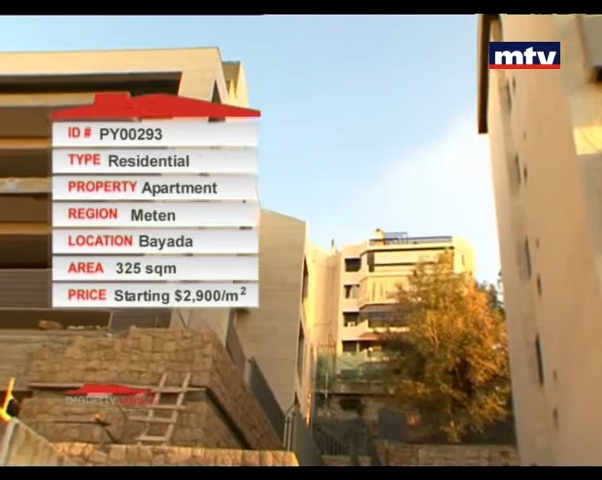 mtv
ID # PY00293
TYPE Residential
PROPERTY Apartment
REGION Meten
LOCATION Bayada
AREA 325 sqm
PRICE Starting $2,900/m²
PROPERTY